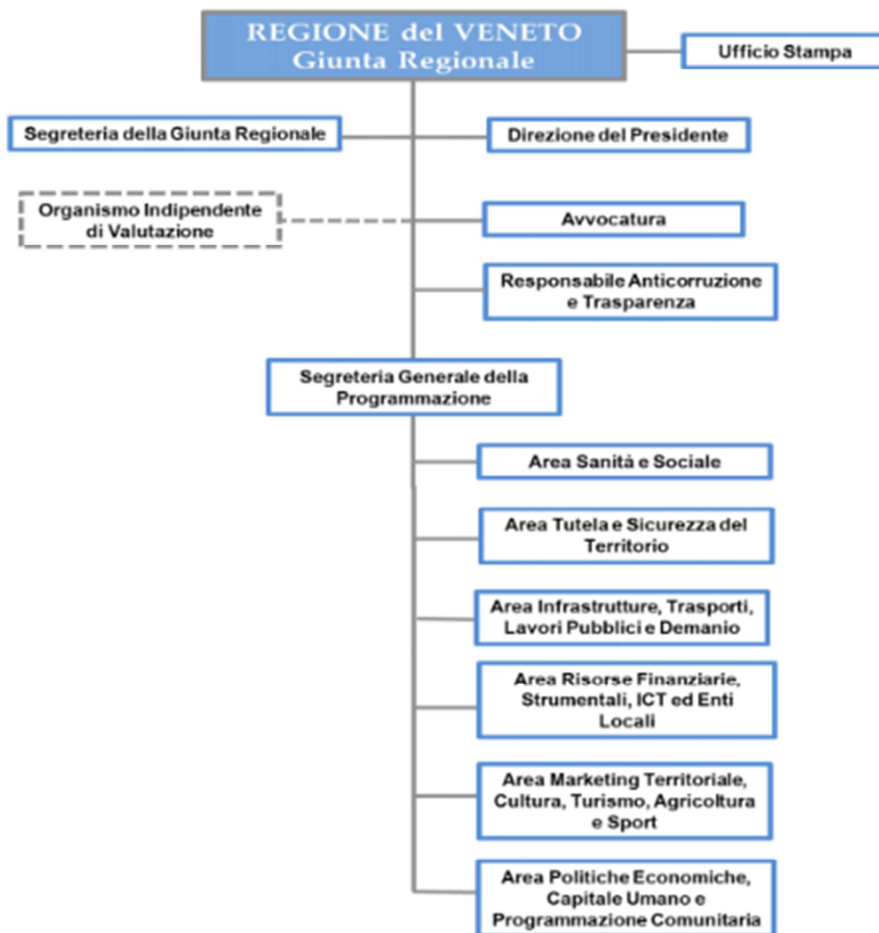 REGIONE del VENETO
Giunta Regionale
Ufficio Stampa
Segreteria della Giunta Regionale
Direzione del Presidente
Organismo Indipendente
di Valutazione
Avvocatura
Responsabile Anticorruzione
e Trasparenza
Segreteria Generale della
Programmazione
Area Sanità e Sociale
Area Tutela e Sicurezza del
Territorio
Area Infrastrutture, Trasporti,
Lavori Pubblici e Demanio
Area Risorse Finanziarie,
Strumentali, ICT ed Enti
Locali
Area Marketing Territoriale,
Cultura, Turismo, Agricoltura
e Sport
Area Politiche Economiche,
Capitale Umano e
Programmazione Comunitaria